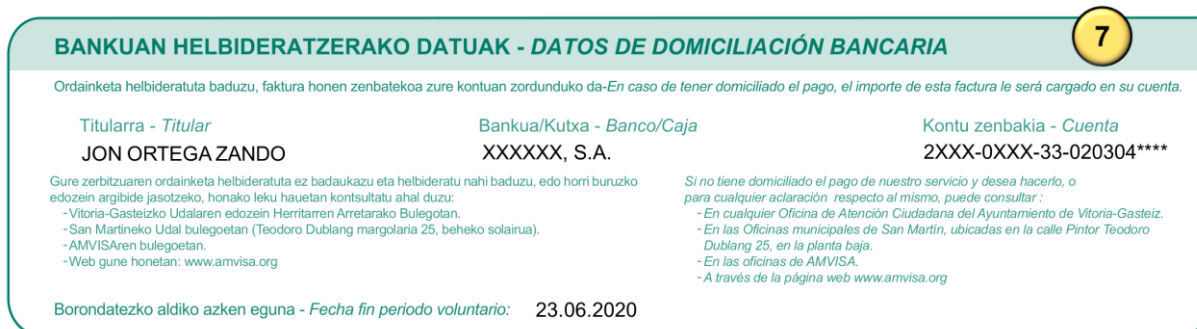 BANKUAN HELBIDERATZERAKO DATUAK - DATOS DE DOMICILIACIÓN BANCARIA
7
Ordainketa helbideratuta baduzu, faktura honen zenbatekoa zure kontuan zordunduko da-En caso de tener domiciliado el pago, el importe de esta factura le será cargado en su cuenta.
Titularra - Titular
JON ORTEGA ZANDO
Bankua/Kutxa - Banco/Caja
XXXXXX, S.A.
Kontu zenbakia - Cuenta
2XXX-0XXX-33-020304****
Gure zerbitzuaren ordainketa helbideratuta ez badaukazu eta helbideratu nahi baduzu, edo horri buruzko
edozein argibide jasotzeko, honako leku hauetan kontsultatu ahal duzu:
-Vitoria-Gasteizko Udalaren edozein Herritarren Arretarako Bulegotan.
-San Martineko Udal bulegoetan (Teodoro Dublang margolaria 25, beheko solairua).
-AMVISAren bulegoetan.
-Web gune honetan: www.amvisa.org
Si no tiene domiciliado el pago de nuestro servicio y desea hacerlo, o
para cualquier aclaración respecto al mismo, puede consultar :
- En cualquier Oficina de Atención Ciudadana del Ayuntamiento de Vitoria-Gasteiz.
- En las Oficinas municipales de San Martín, ubicadas en la calle Pintor Teodoro
Dublang 25, en la planta baja.
- En las oficinas de AMVISA.
- A través de la página web www.amvisa.org
Borondatezko aldiko azken eguna - Fecha fin periodo voluntario: 23.06.2020